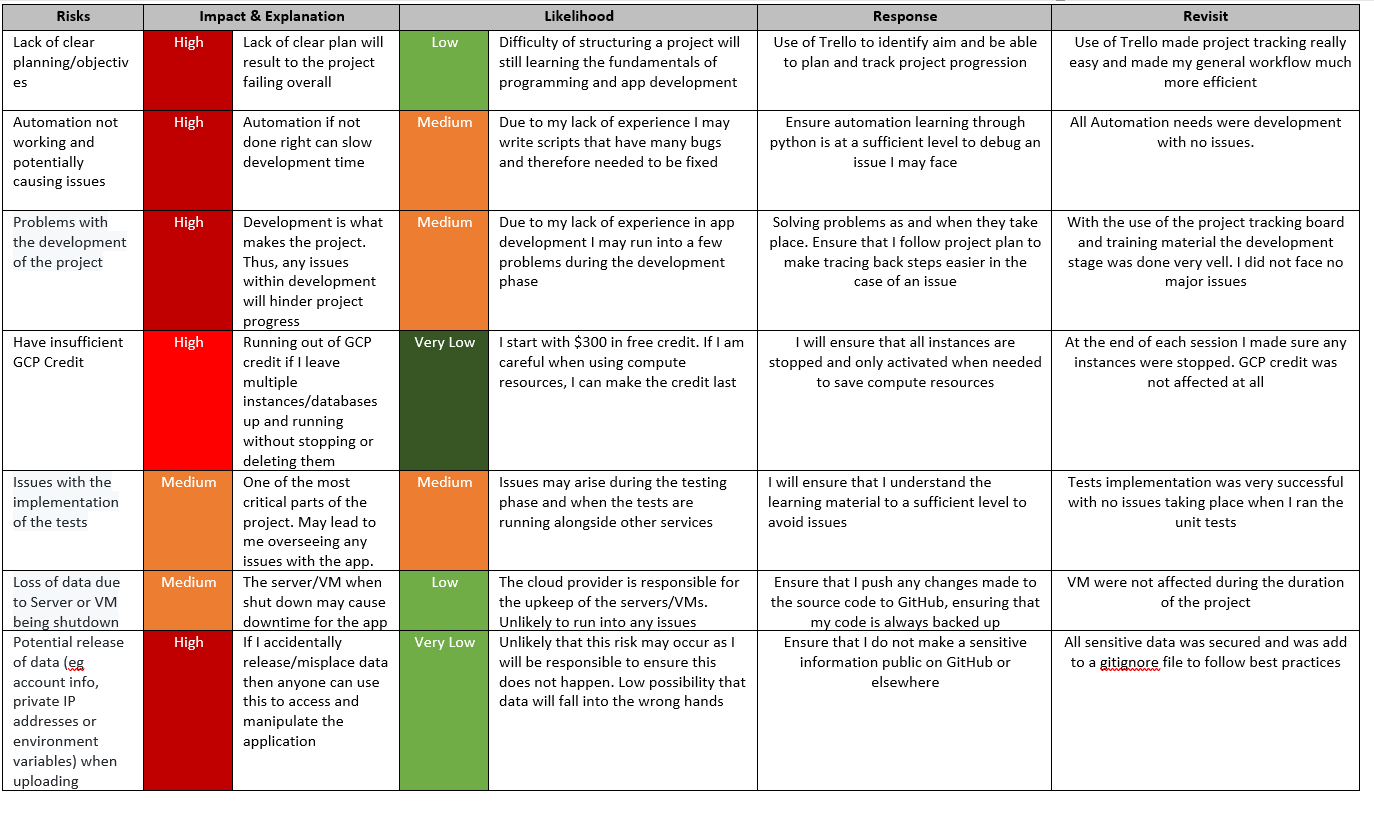 Risks
Impact & Explanation
Likelihood
Response
Revisit
Lack of clear
planning/objectiv
es
High
Lack of clear plan will
result to the project
failing overall
Low
Difficulty of structuring a project will
still learning the fundamentals of
programming and app development
Use of Trello to identify aim and be able
to plan and track project progression
Use of Trello made project tracking really
easy and made my general workflow much
more efficient
Automation not
working and
potentially
causing issues
High
Automation if not
done right can slow
development time
Medium
Due to my lack of experience I may
write scripts that have many bugs
and therefore needed to be fixed
Ensure automation learning through
python is at a sufficient level to debug an
issue I may face
All Automation needs were development
with no issues.
Problems with
the development
of the project
High
Development is what
makes the project.
Thus, any issues
within development
will hinder project
progress
Medium
Due to my lack of experience in app
development I may run into a few
problems during the development
phase
Solving problems as and when they take
place. Ensure that I follow project plan to
make tracing back steps easier in the
case of an issue
With the use of the project tracking board
and training material the development
stage was done very vell. I did not face no
major issues
Have insufficient
GCP Credit
High
Running out of GCP
credit if I leave
multiple
instances/databases
up and running
without stopping or
deleting them
Very Low
I start with $300 in free credit. If I am
careful when using compute
resources, I can make the credit last
I will ensure that all instances are
stopped and only activated when needed
to save compute resources
At the end of each session I made sure any
instances were stopped. GCP credit was
not affected at all
Issues with the
implementation
of the tests
Medium
One of the most
critical parts of the
project. May lead to
me overseeing any
issues with the app.
Medium
Issues may arise during the testing
phase and when the tests are
running alongside other services
I will ensure that I understand the
learning material to a sufficient level to
avoid issues
Tests implementation was very successful
with no issues taking place when I ran the
unit tests
Loss of data due
to Server or VM
being shutdown
Medium
The server/VM when
shut down may cause
downtime for the app
Low
The cloud provider is responsible for
the upkeep of the servers/VMs.
Unlikely to run into any issues
Ensure that I push any changes made to
the source code to GitHub, ensuring that
my code is always backed up
VM were not affected during the duration
of the project
Potential release
of data (eg
account info,
private IP
addresses or
environment
variables) when
uploading
High
If I accidentally
release/misplace data
then anyone can use
this to access and
manipulate the
application
Very Low
Unlikely that this risk may occur as I
will be responsible to ensure this
does not happen. Low possibility that
data will fall into the wrong hands
Ensure that I do not make a sensitive
information public on GitHub or
elsewhere
All sensitive data was secured and was add
to a gitignore file to follow best practices